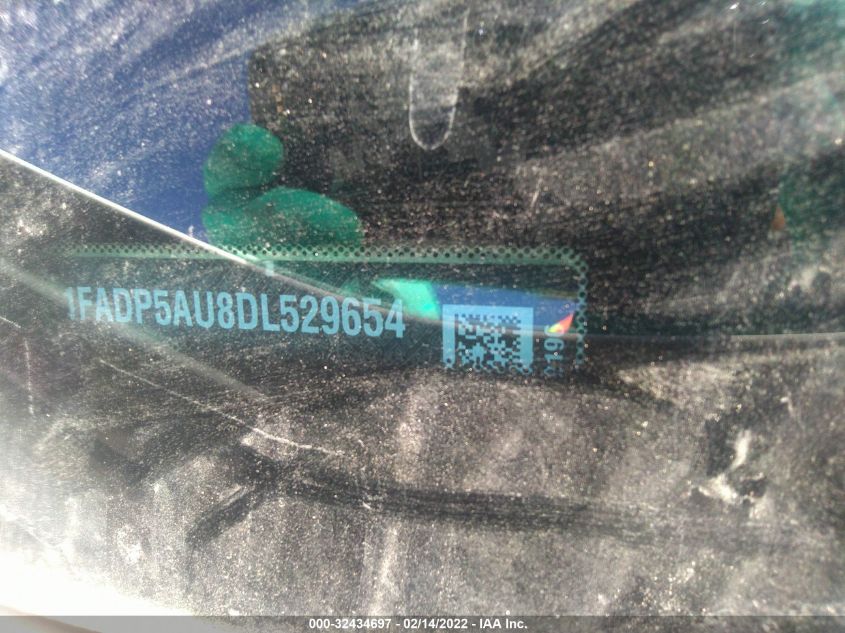 1FADP5AU8DL529654
000-32434697 - 02/14/2022 - IAA Inc.